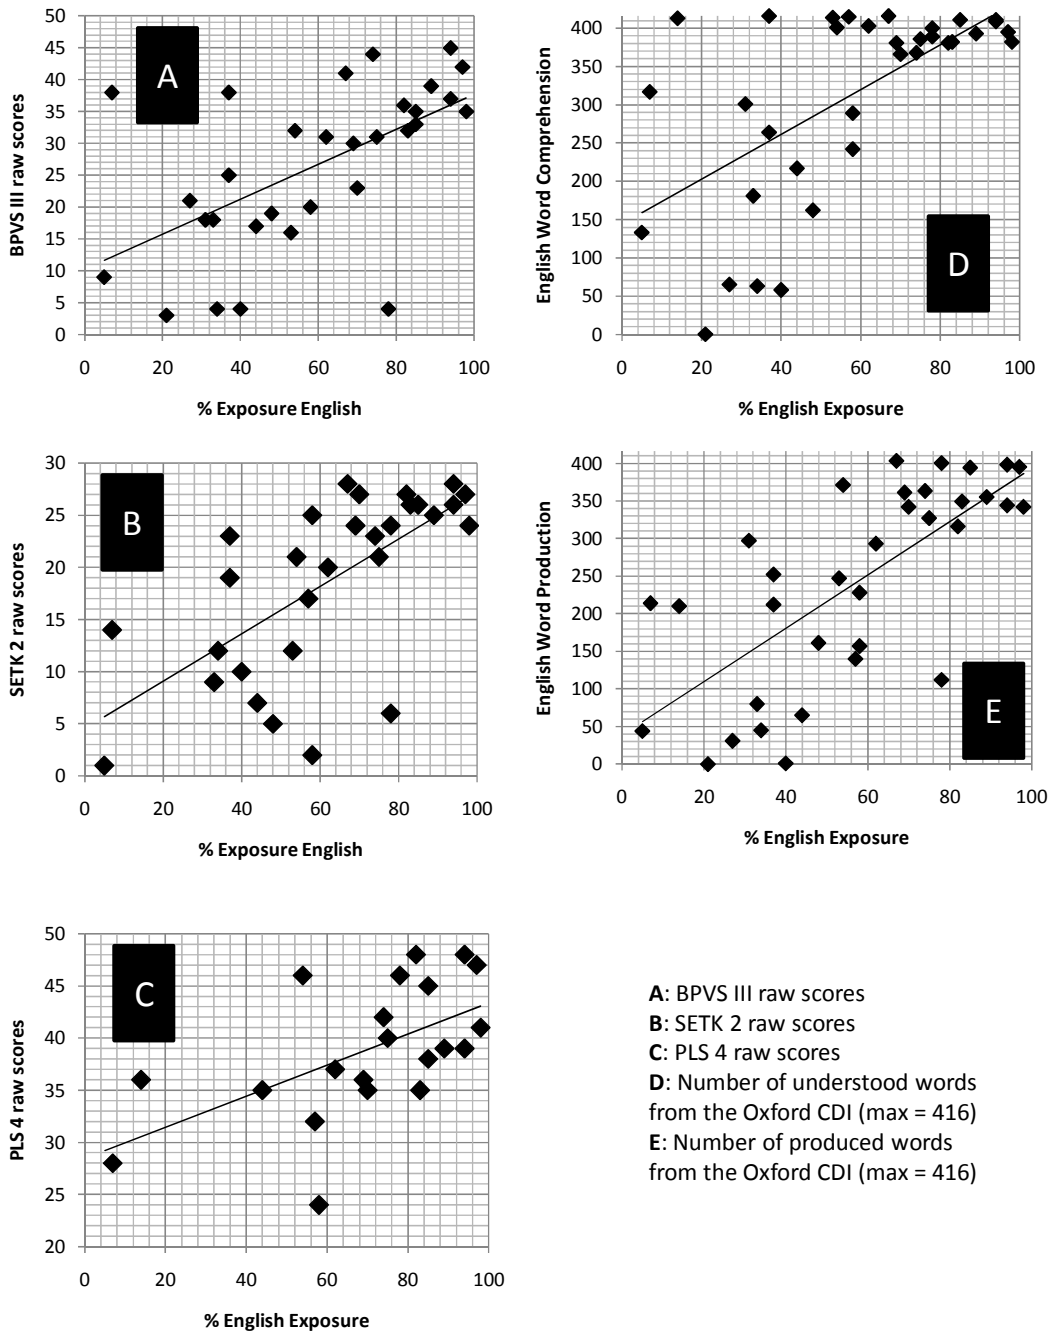 A
BPVS III raw scores
50
45
40
35
30
25
20
15
10
5
0
0 20 40 60 80 100
% Exposure English
D
English Word Comprehension
400
350
300
250
200
150
100
50
0
0 20 40 60 80 100
% English Exposure
B
SETK 2 raw scores
30
25
20
15
10
5
0
0 20 40 60 80 100
% Exposure English
E
English Word Production
400
350
300
250
200
150
100
50
0
0 20 40 60 80 100
% English Exposure
C
PLS 4 raw scores
50
45
40
35
30
25
20
0 20 40 60 80 100
% English Exposure
A: BPVS III raw scores
B: SETK 2 raw scores
C: PLS 4 raw scores
D: Number of understood words
from the Oxford CDI (max = 416)
E: Number of produced words
from the Oxford CDI (max = 416)